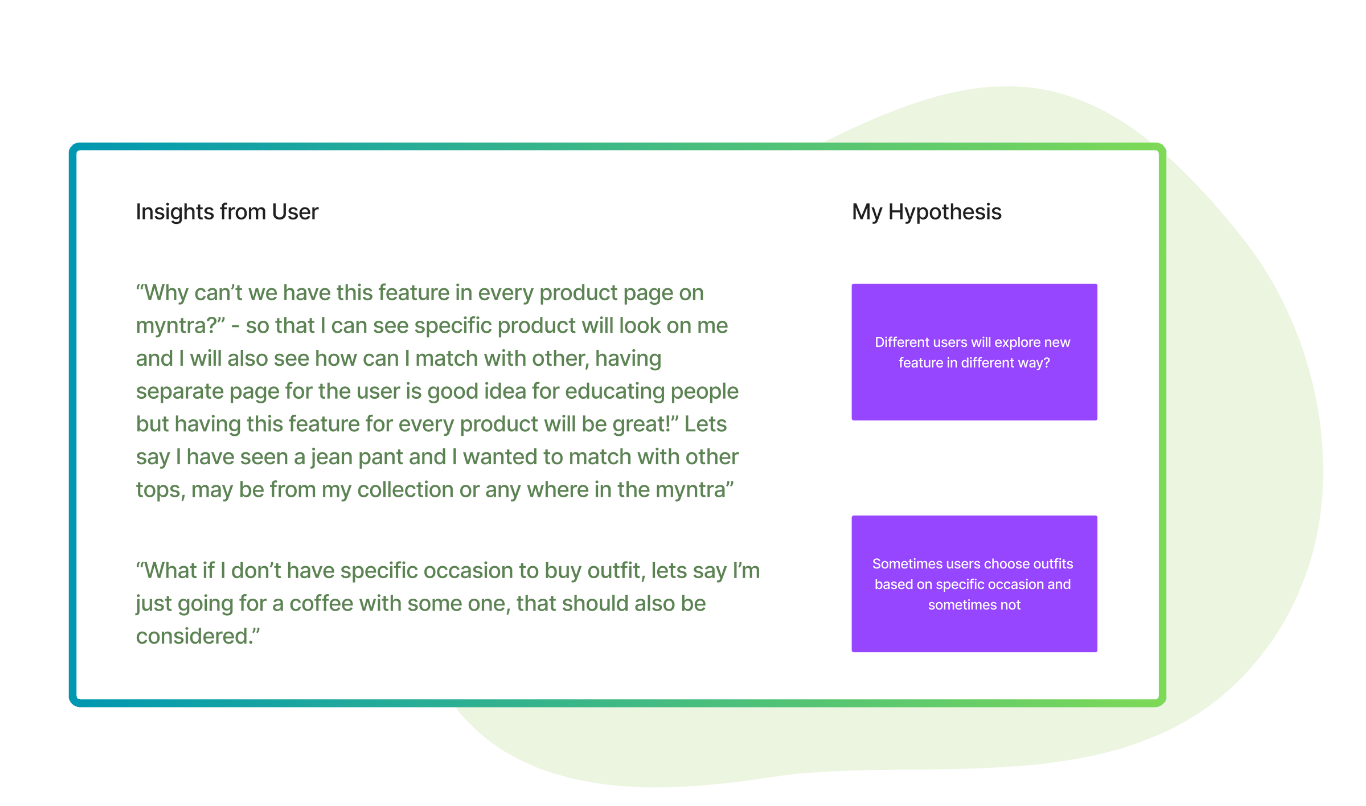 Insights from User
“Why can’t we have this feature in every product page on
myntra?” - so that I can see specific product will look on me
and I will also see how can I match with other, having
separate page for the user is good idea for educating people
but having this feature for every product will be great!” Lets
say I have seen a jean pant and I wanted to match with other
tops, may be from my collection or any where in the myntra”
“What if I don’t have specific occasion to buy outfit, lets say I’m
just going for a coffee with some one, that should also be
considered.”
My Hypothesis
Different users will explore new
feature in different way?
Sometimes users choose outfits
based on specific occasion and
sometimes not